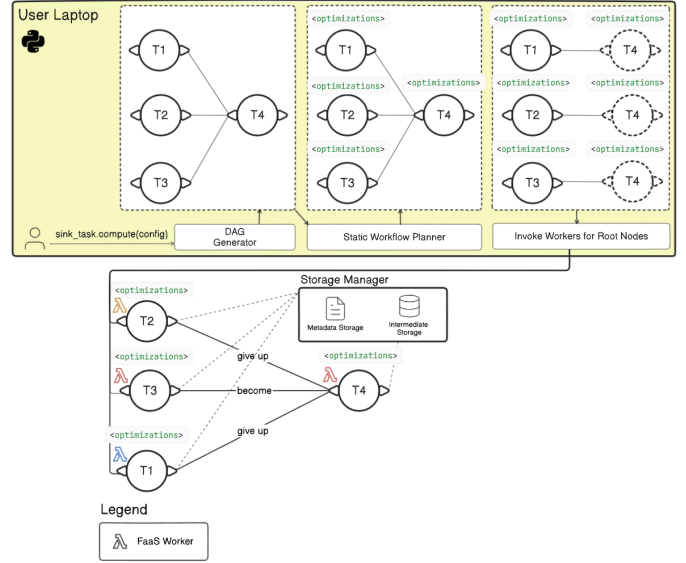 User Laptop
T1
T2
T3
T4
<optimizations>
T1
<optimizations>
T2
<optimizations>
T3
<optimizations>
T4
<optimizations>
<optimizations>
T1
T4
<optimizations>
<optimizations>
T2
T4
<optimizations>
<optimizations>
T3
T4
sink_task.compute(config)
DAG
Generator
Static Workflow Planner
Invoke Workers for Root Nodes
Storage Manager
Metadata Storage
Intermediate
Storage
<optimizations>
T2
give up
<optimizations>
T3
become
<optimizations>
T4
<optimizations>
T1
give up
Legend
FaaS Worker